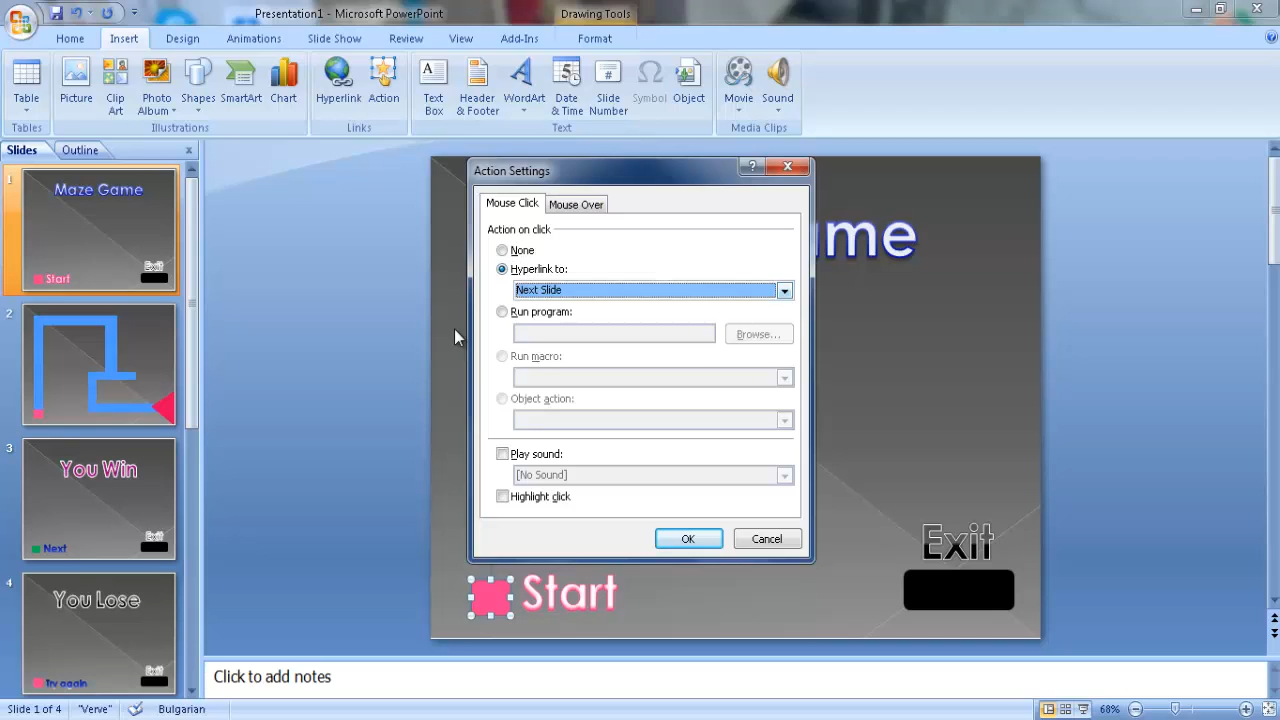 Presentation1 - Microsoft PowerPoint
Drawing Tools
Home
Insert
Design
Animations
Slide Show
Review
View
Add-Ins
Format
Table
Picture
Clip
Art
Photo
Album
Shapes
SmartArt
Chart
Hyperlink
Action
Text
Box
Header
& Footer
WordArt
Date
& Time
Slide
Number
Symbol
Object
Movie
Sound
Tables
Illustrations
Links
Text
Media Clips
Slides
Outline
1
Maze Game
Start
Exit
2
3
You Win
Exit
Next
4
You Lose
Exit
Try again
Action Settings
Mouse Click
Mouse Over
Action on click
None
Hyperlink to:
Next Slide
Run program:
Browse...
Run macro:
Object action:
Play sound:
[No Sound]
Highlight click
OK
Cancel
ame
Exit
Start
Click to add notes
Slide 1 of 4
"Verve"
Bulgarian
68%